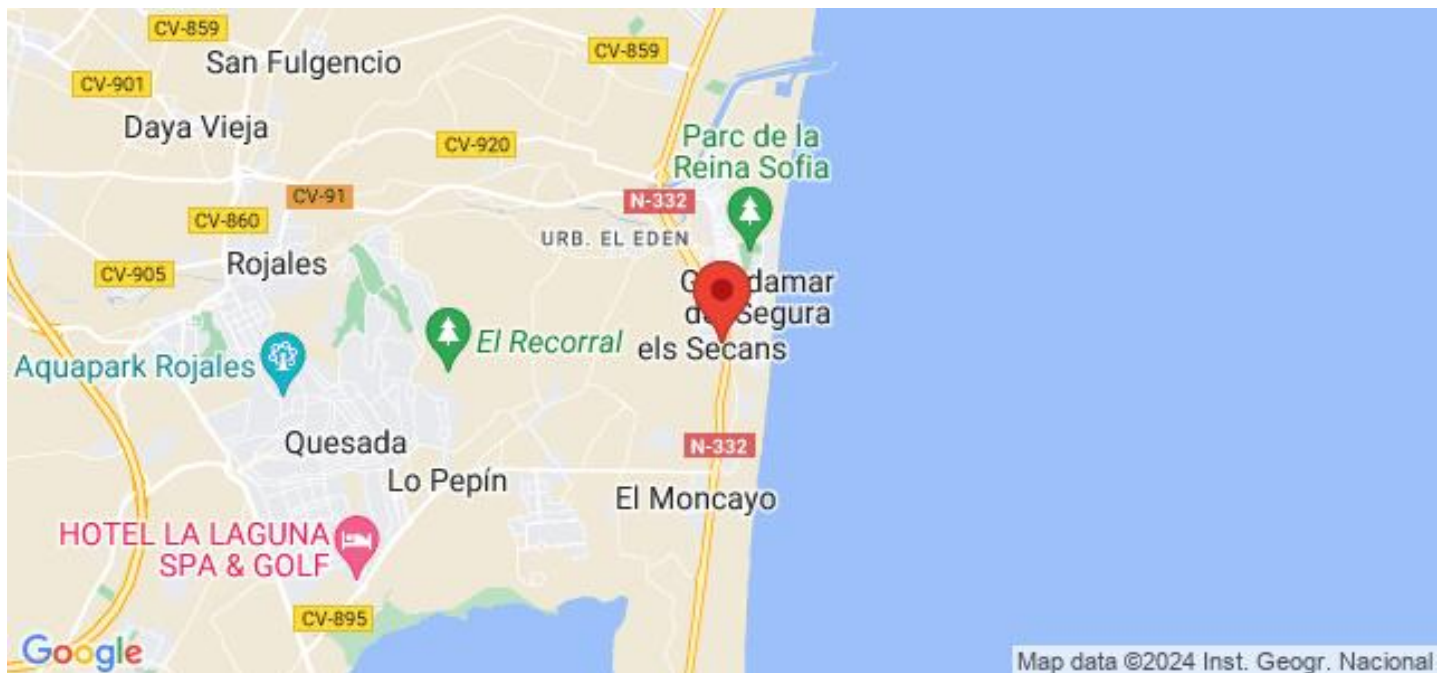 CV-859
San Fulgencio
CV-859
CV-901
Daya Vieja
CV-920
Parc de la
Reina Sofia
CV-91
N-332
CV-860
URB. EL EDEN
Rojales
CV-905
G damar
d Segura
El Recorral
els Secans
Aquapark Rojales
Quesada
N-332
Lo Pepín
El Moncayo
HOTEL LA LAGUNA
SPA & GOLF
CV-895
Google
Map data ©2024 Inst. Geogr. Nacional